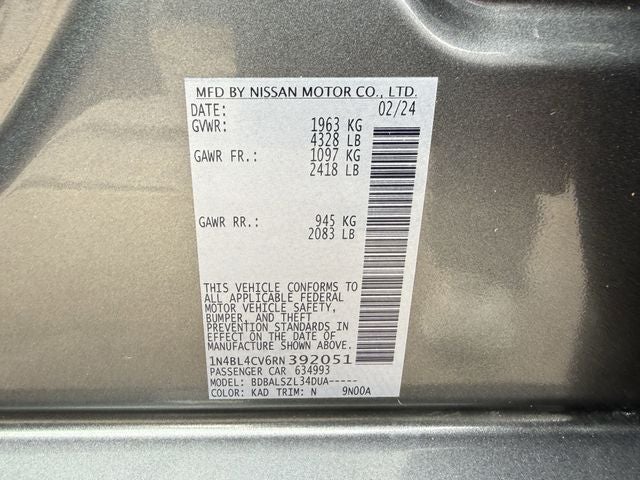 MFD BY NISSAN MOTOR CO., LTD.
DATE: 02/24
GVWR: 1963 KG
4328 LB
GAWR FR.: 1097 KG
2418 LB
GAWR RR.: 945 KG
2083 LB
THIS VEHICLE CONFORMS TO
ALL APPLICABLE FEDERAL
MOTOR VEHICLE SAFETY,
BUMPER, AND THEFT
PREVENTION STANDARDS IN
EFFECT ON THE DATE OF
MANUFACTURE SHOWN ABOVE.
1N4BL4CV6RN392051
PASSENGER CAR 634993
MODEL: BDBALSZL34DUA-----
COLOR: KAD TRIM: N 9N00A